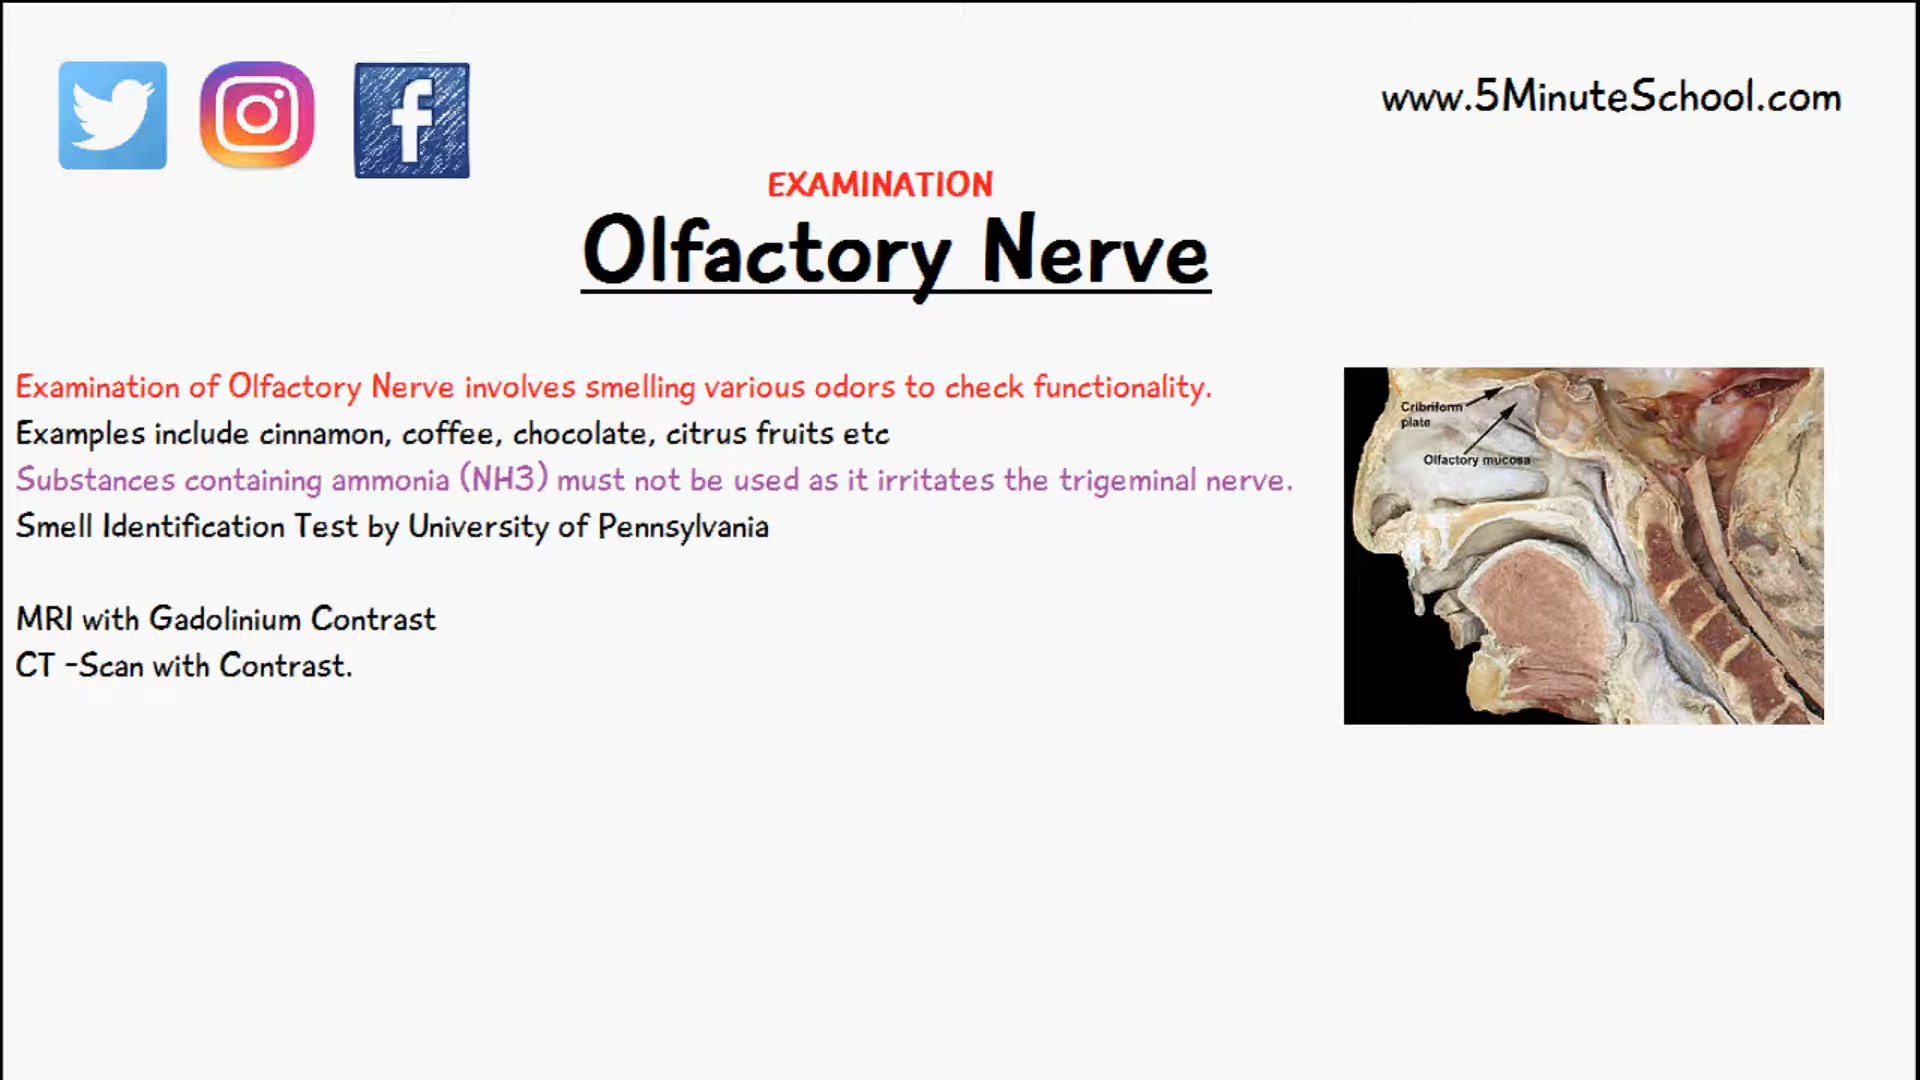 www.5MinuteSchool.com
EXAMINATION
Olfactory Nerve
Examination of Olfactory Nerve involves smelling various odors to check functionality.
Examples include cinnamon, coffee, chocolate, citrus fruits etc
Substances containing ammonia (NH3) must not be used as it irritates the trigeminal nerve.
Smell Identification Test by University of Pennsylvania
MRI with Gadolinium Contrast
CT -Scan with Contrast.
Cribriform
plate
Olfactory mucosa